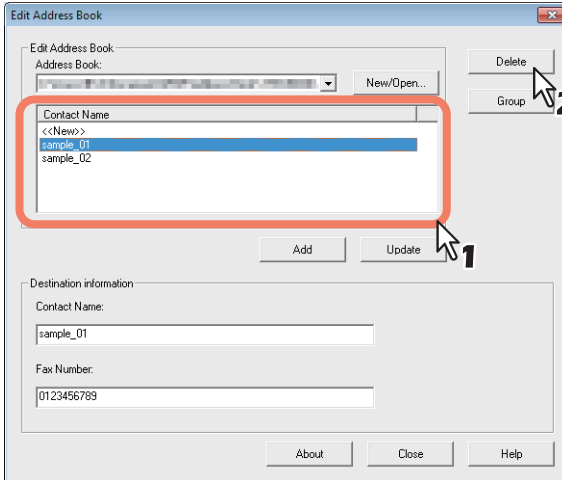 Edit Address Book
Edit Address Book
Address Book:
New/Open...
Delete
Group
2
Contact Name
<<New>>
sample_01
sample_02
1
Add
Update
Destination information
Contact Name:
sample_01
Fax Number:
0123456789
About
Close
Help